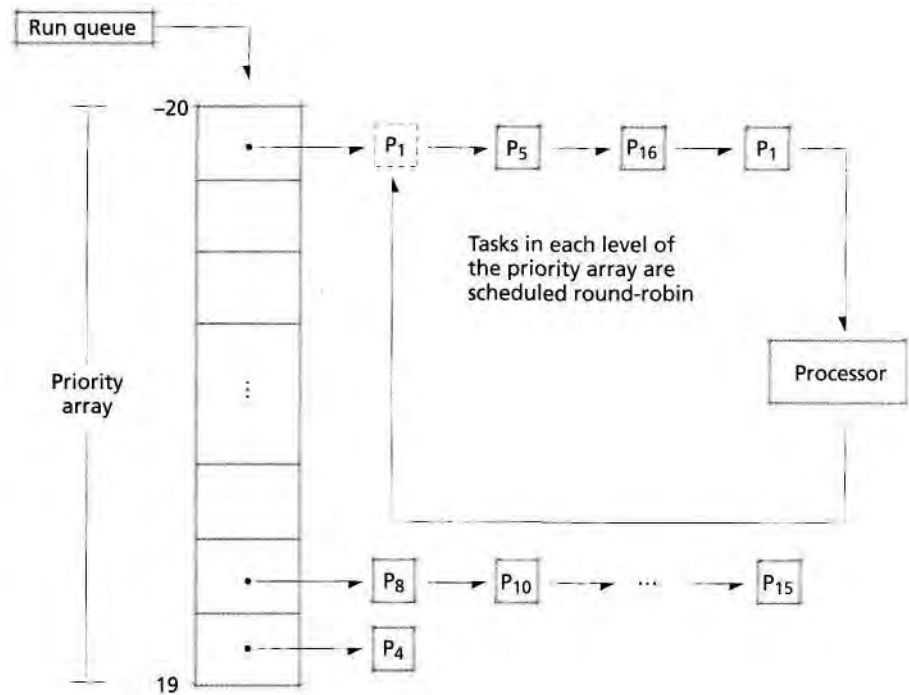 Run queue
–20
P1
P5
P16
P1
Tasks in each level of
the priority array are
scheduled round-robin
Processor
⋮
Priority
array
P8
P10
...
P15
P4
19